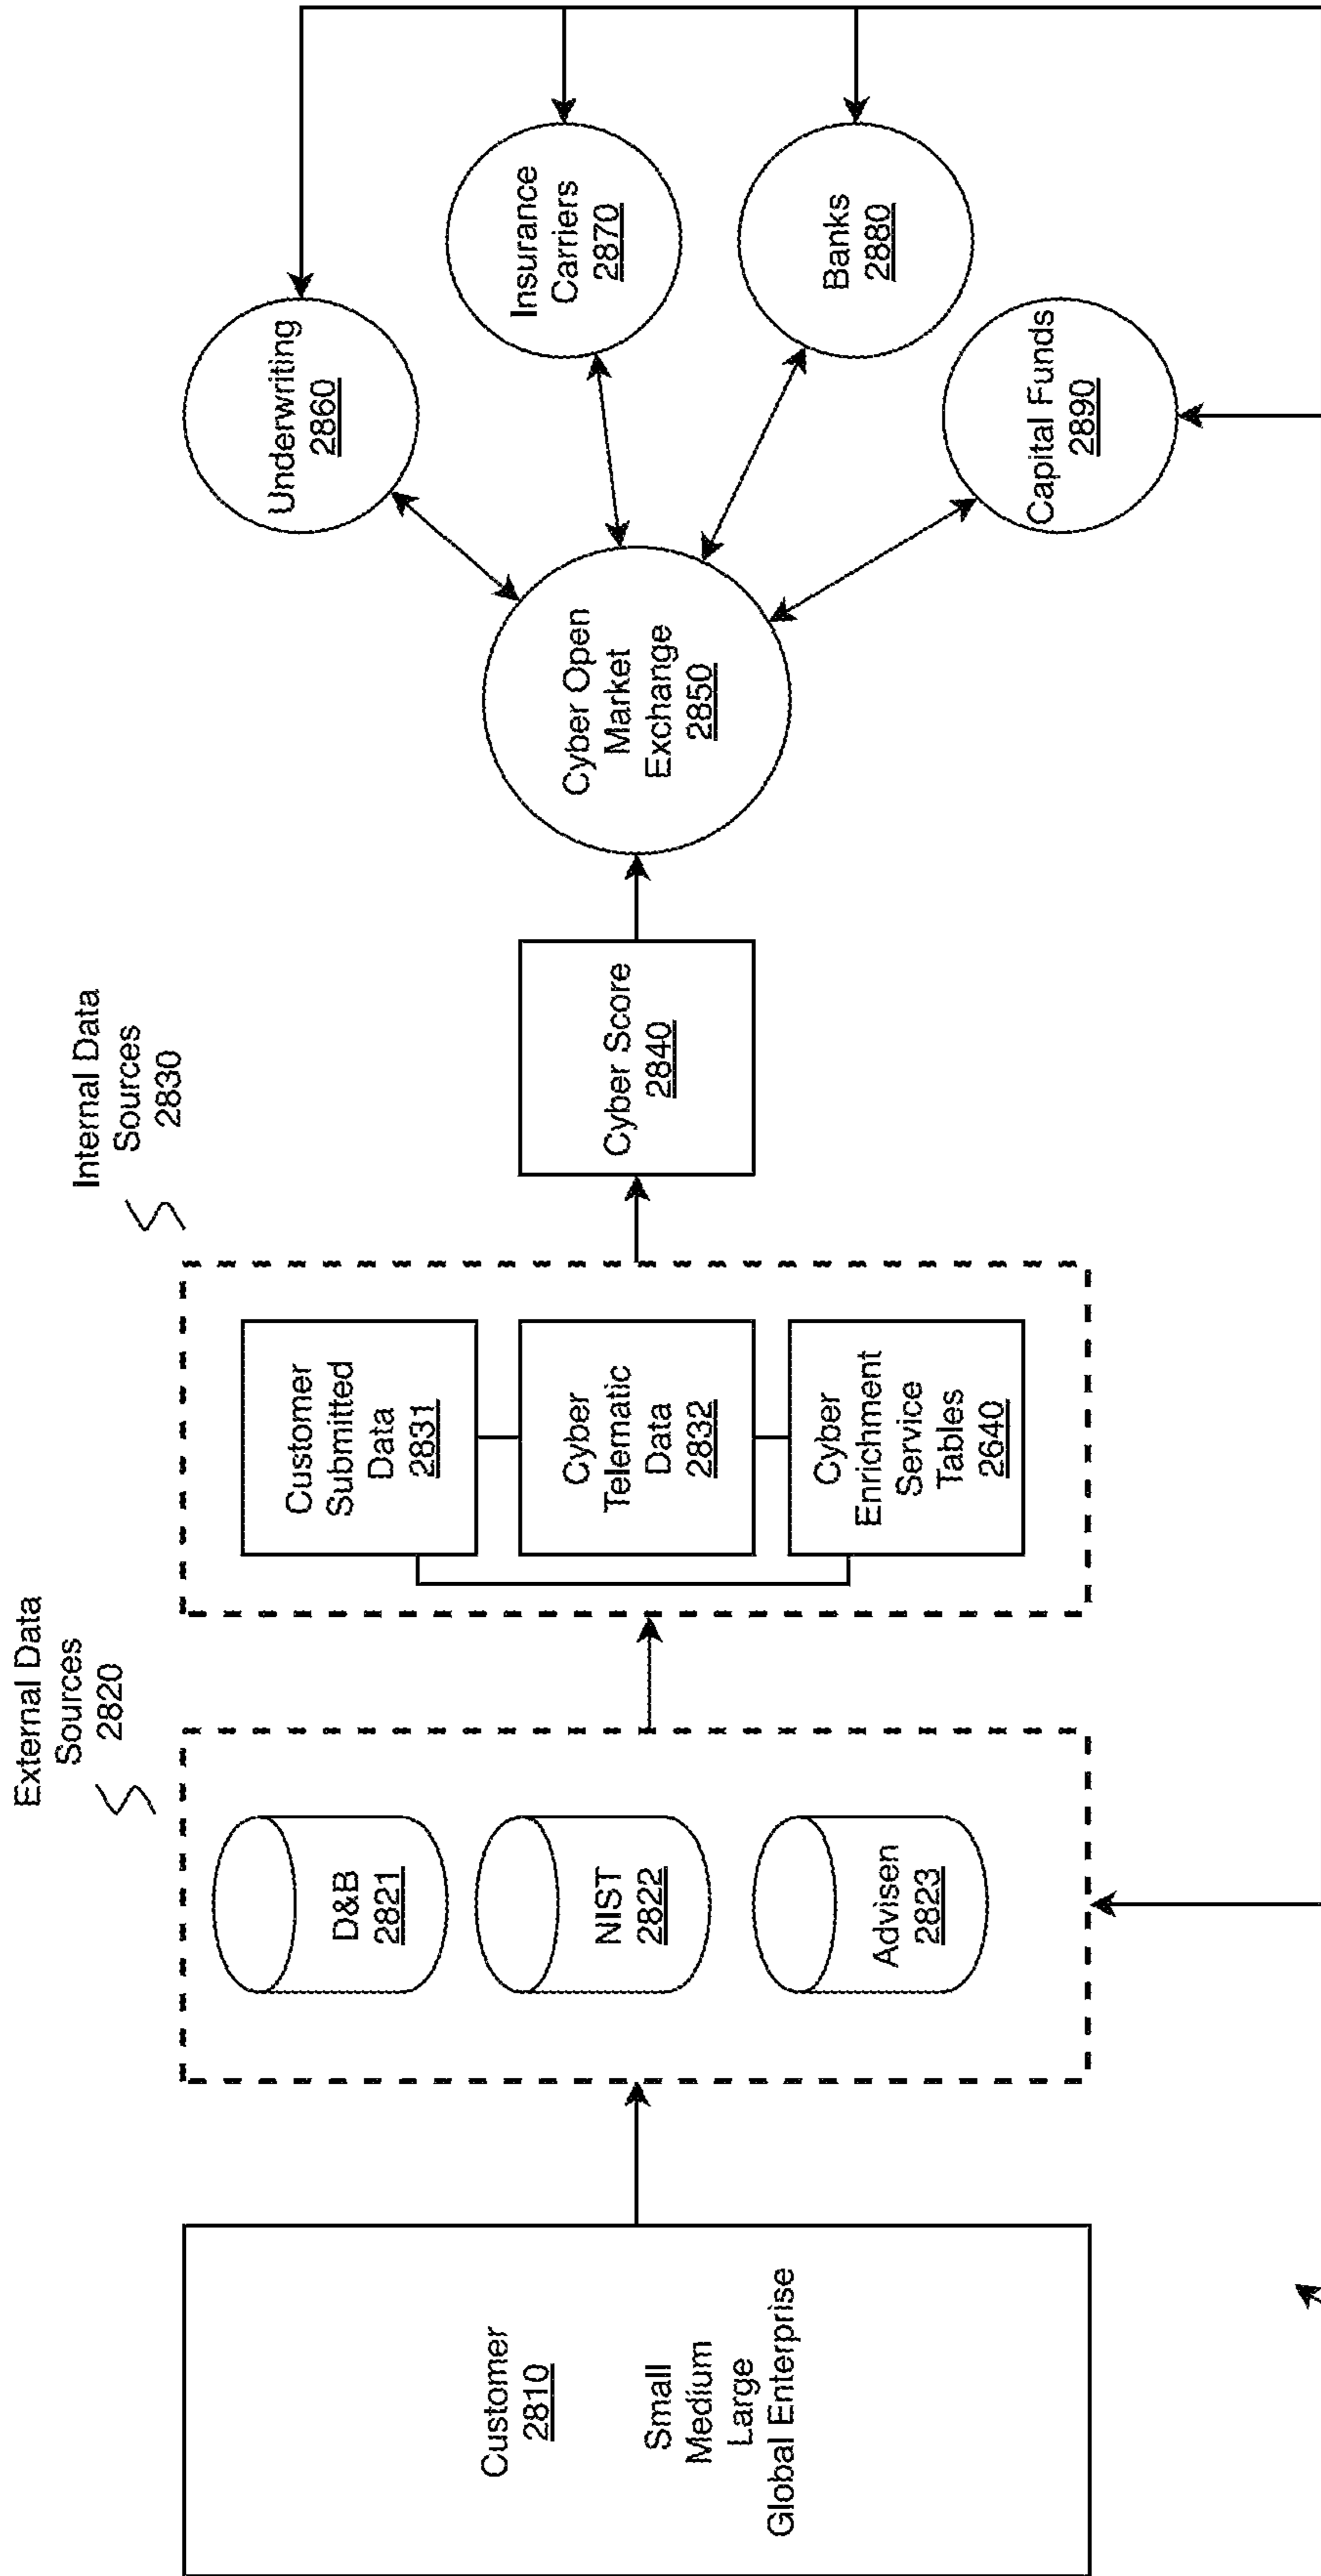 Customer
2810
Small
Medium
Large
Global Enterprise
External Data
Sources
2820
D&B
2821
NIST
2822
Advisen
2823
Internal Data
Sources
2830
Customer
Submitted
Data
2831
Cyber
Telematic
Data
2832
Cyber
Enrichment
Service
Tables
2640
Cyber Score
2840
Cyber Open
Market
Exchange
2850
Underwriting
2860
Insurance
Carriers
2870
Banks
2880
Capital Funds
2890